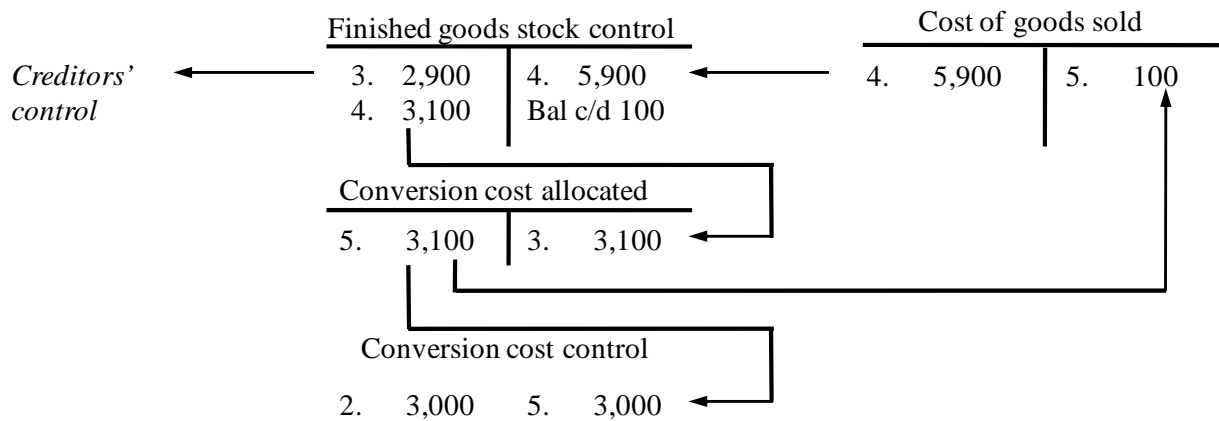 Cost of goods sold
Finished goods stock control
Creditors’
control
3. 2,900 4. 5,900
4. 3,100 Bal c/d 100
4. 5,900 5. 100
Conversion cost allocated
5. 3,100 3. 3,100
Conversion cost control
2. 3,000 5. 3,000